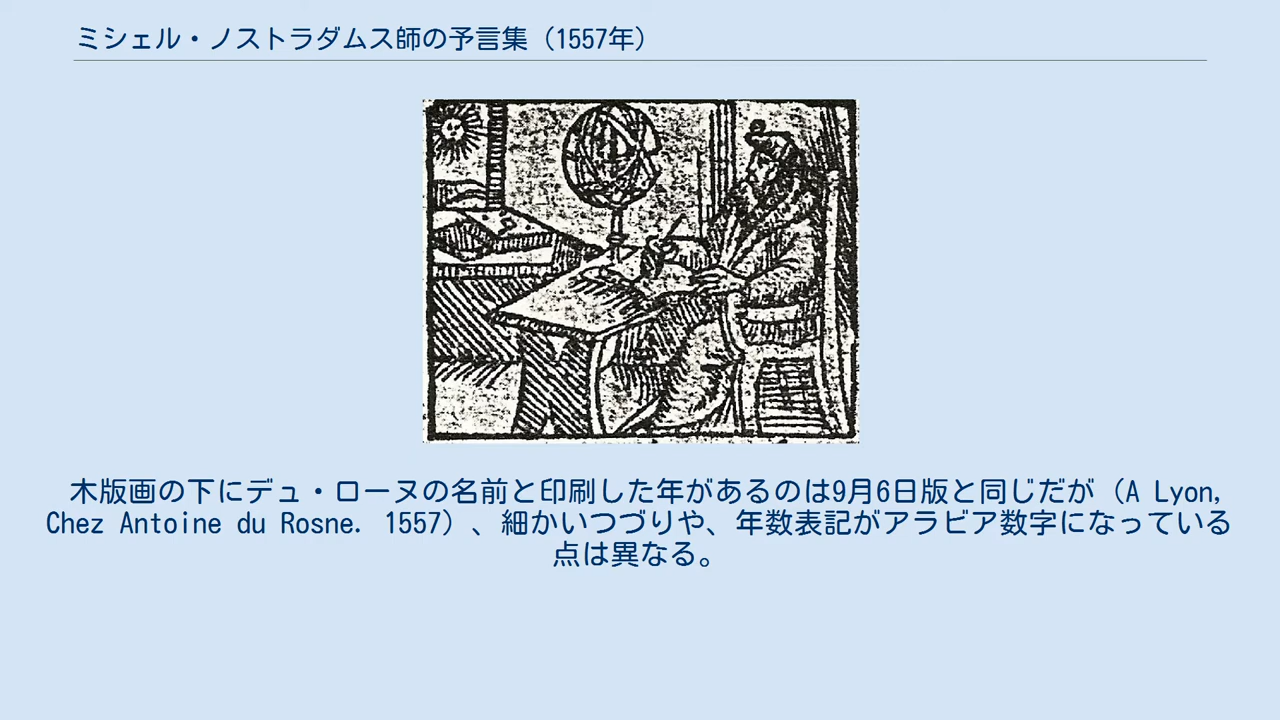 ミシェル・ノストラダムス師の予言集（1557年）
木版画の下にデュ・ローヌの名前と印刷した年があるのは9月6日版と同じだが（A Lyon,
Chez Antoine du Rosne. 1557）、細かいつづりや、年数表記がアラビア数字になっている
点は異なる。